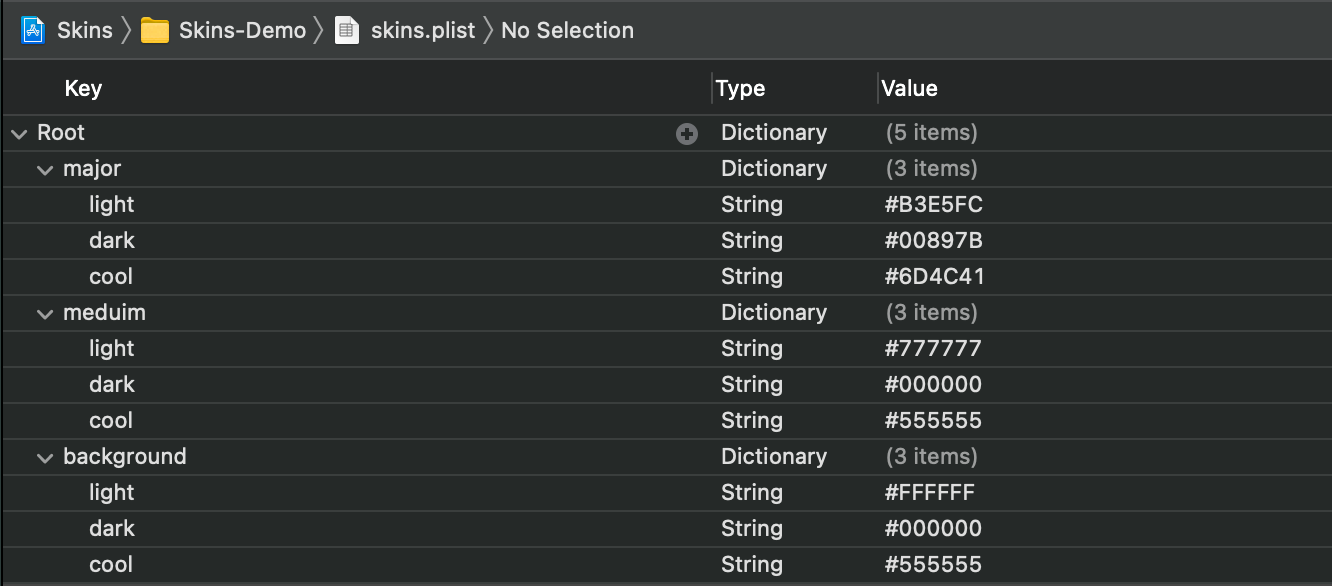 Skins Skins-Demo skins.plist No Selection
Key Type Value
Root Dictionary (5 items)
major Dictionary (3 items)
light String #B3E5FC
dark String #00897B
cool String #6D4C41
meduim Dictionary (3 items)
light String #777777
dark String #000000
cool String #555555
background Dictionary (3 items)
light String #FFFFFF
dark String #000000
cool String #555555